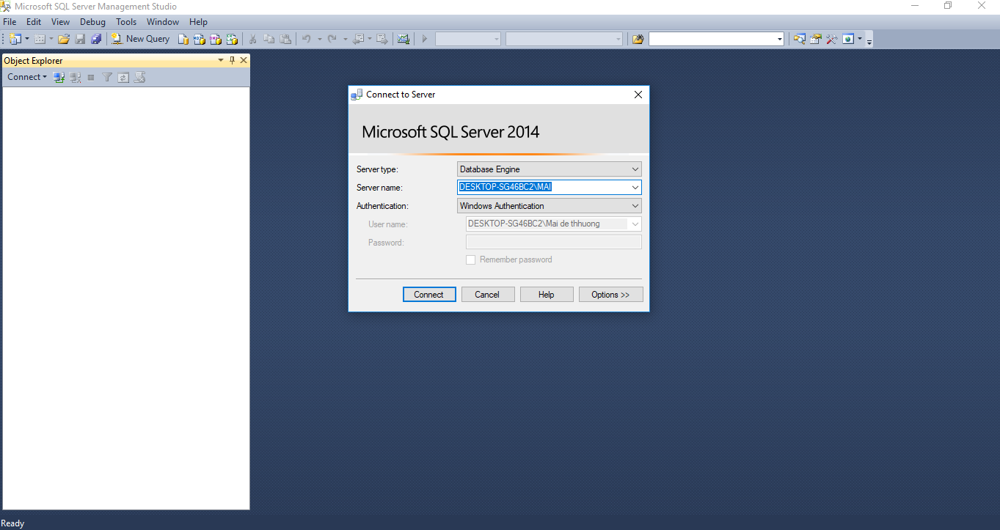 Microsoft SQL Server Management Studio
File Edit View Debug Tools Window Help
New Query
Object Explorer
Connect
Connect to Server
Microsoft SQL Server 2014
Server type: Database Engine
Server name: DESKTOP-SG46BC2\MAI
Authentication: Windows Authentication
User name: DESKTOP-SG46BC2\Mai de thhuong
Password:
Remember password
Connect Cancel Help Options >>
Ready